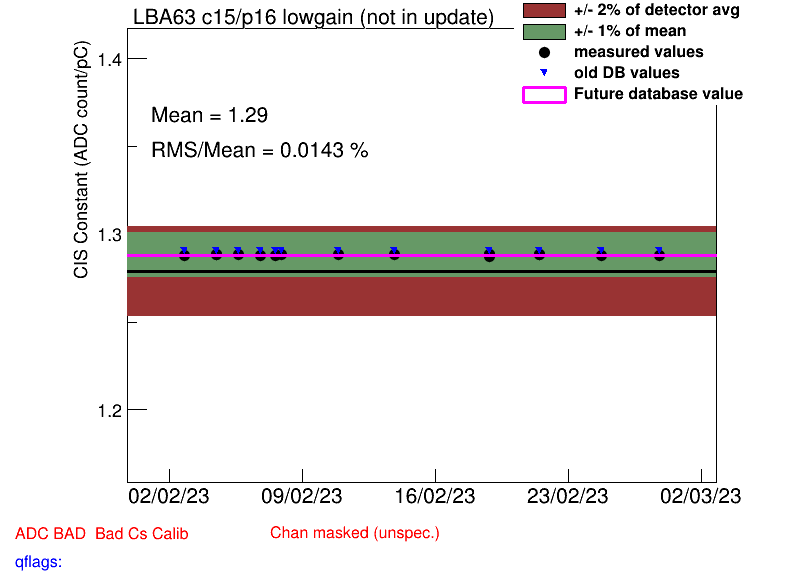 LBA63 c15/p16 lowgain (not in update)
+/- 2% of detector avg
+/- 1% of mean
measured values
old DB values
Future database value
CIS Constant (ADC count/pC)
1.4
1.3
1.2
Mean = 1.29
RMS/Mean = 0.0143 %
02/02/23 09/02/23 16/02/23 23/02/23 02/03/23
ADC BAD  Bad Cs Calib Chan masked (unspec.)
qflags: